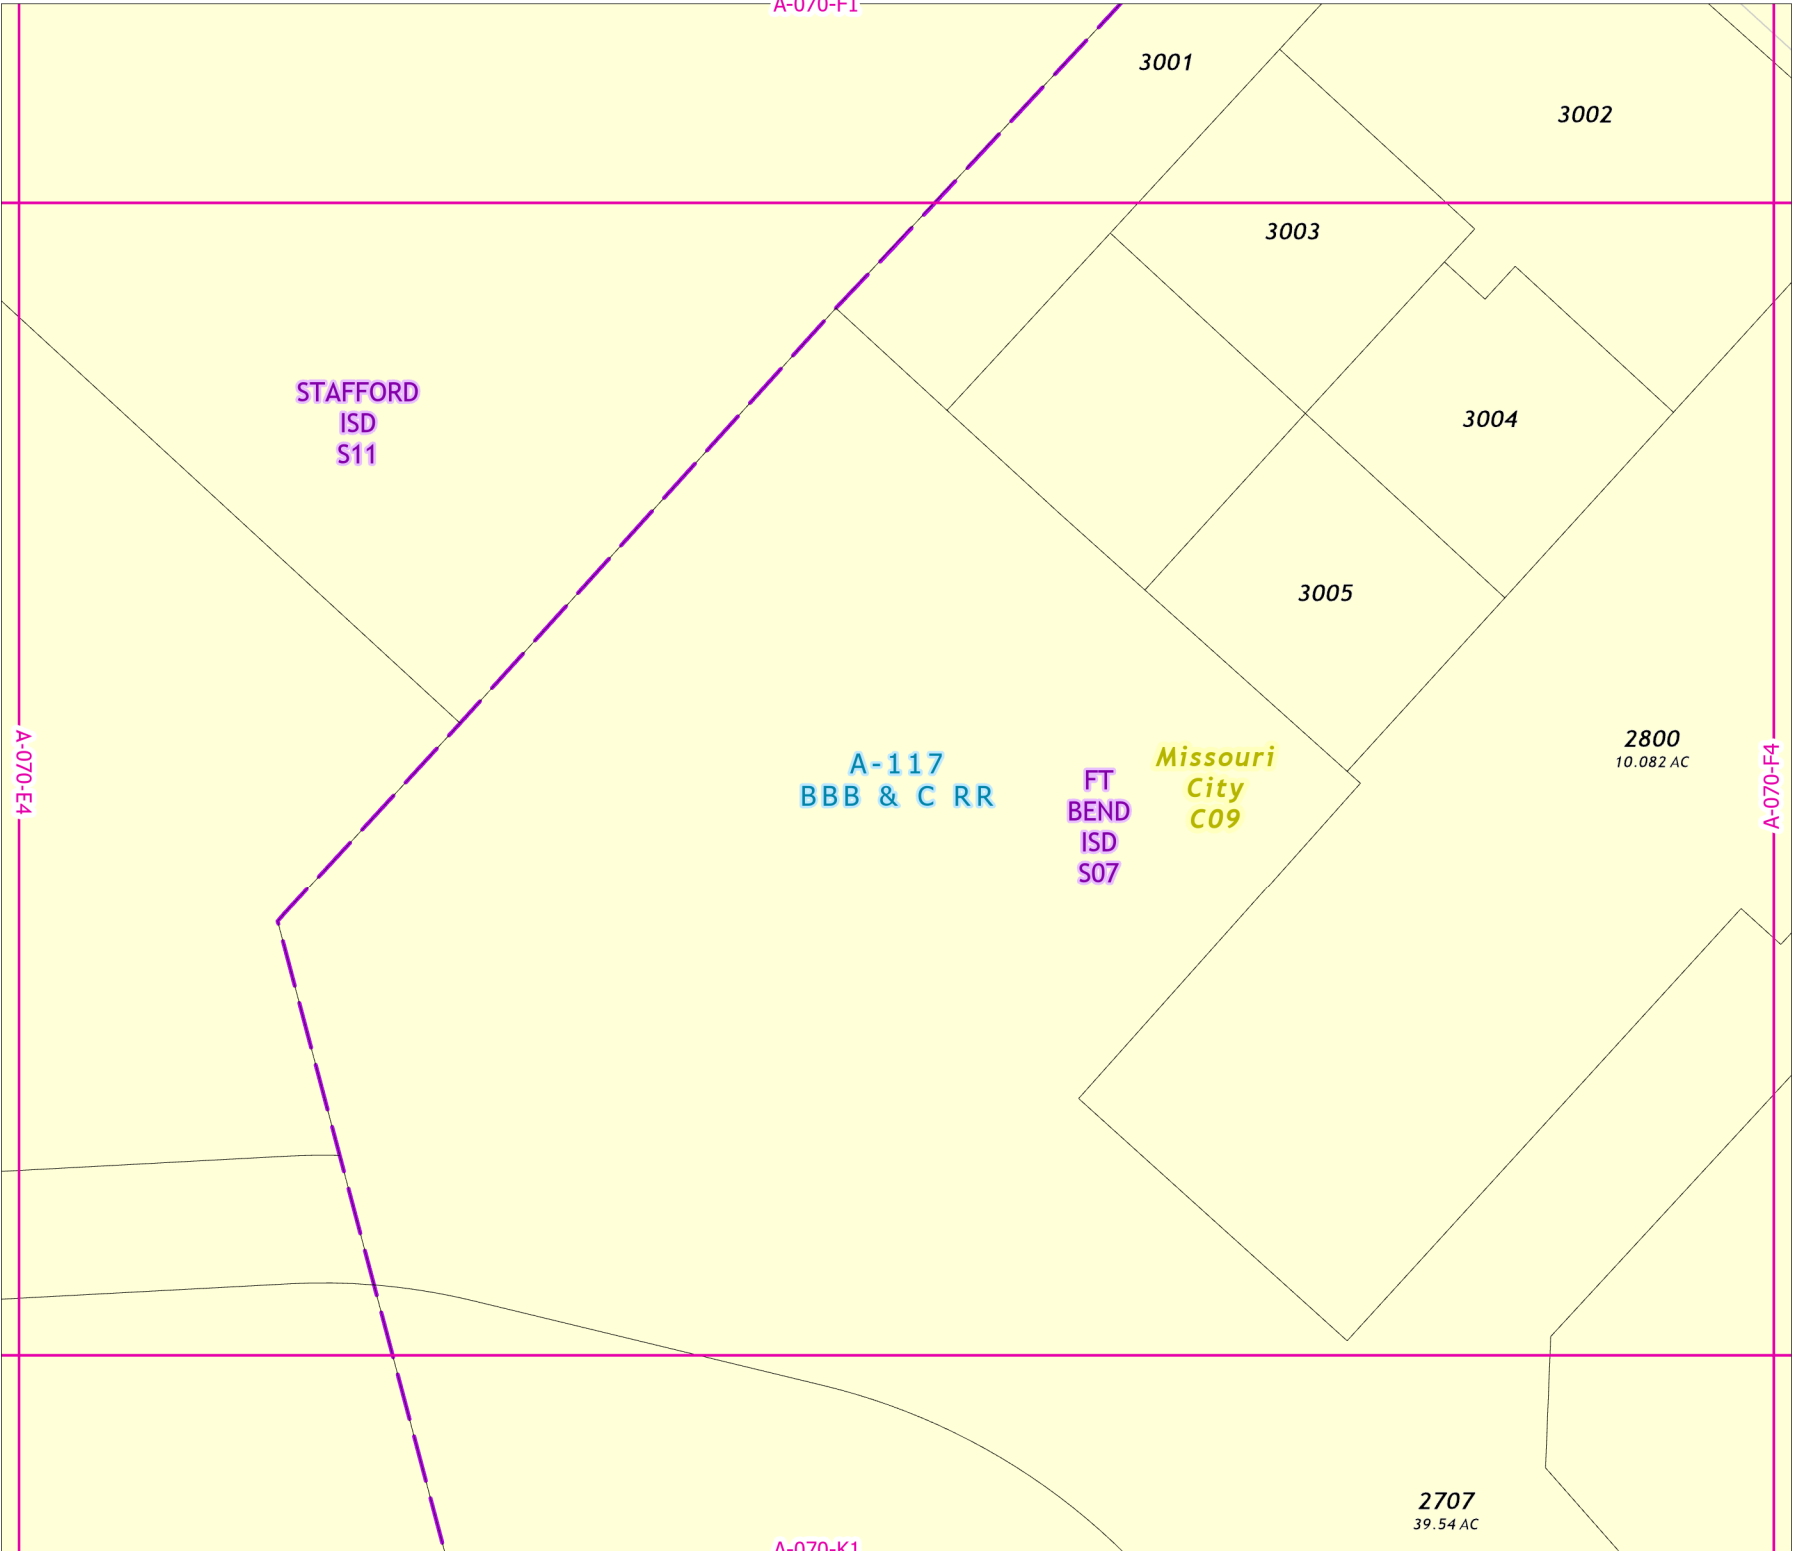 A-070-F1
3001
3002
3003
STAFFORD
ISD
S11
3004
3005
2800
10.082 AC
A-070-E4
A-070-F4
A-117
BBB & C RR
FT
BEND
ISD
S07
Missouri
City
C09
2707
39.54 AC
A-070-K1